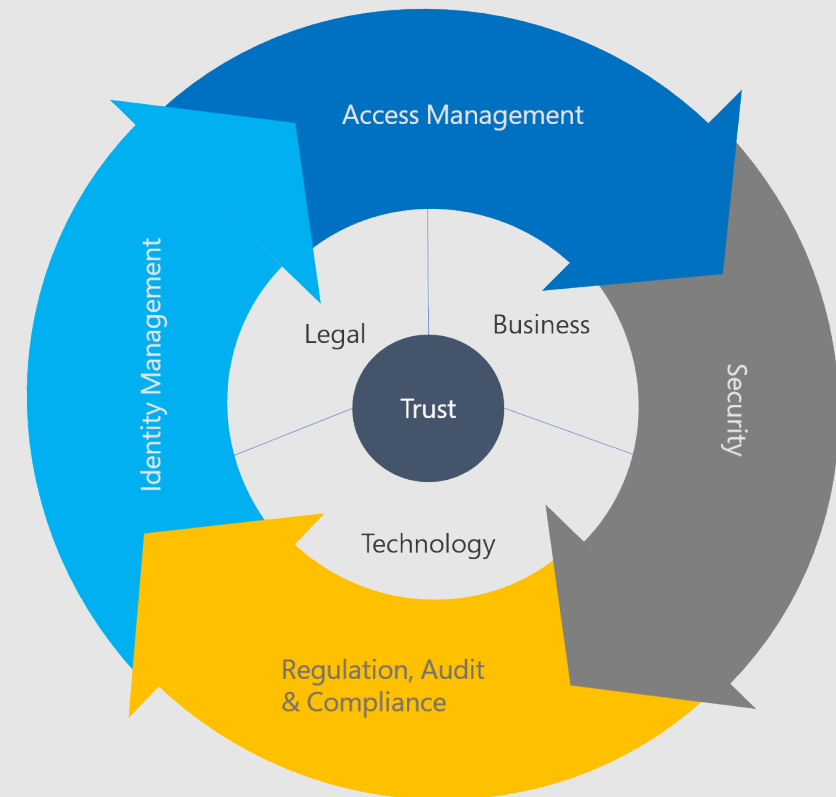 Access Management
Identity Management
Legal
Business
Security
Trust
Technology
Regulation, Audit
& Compliance